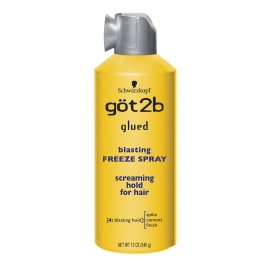 Schwarzkopf
göt2b
glued
blasting
FREEZE SPRAY
screaming
hold
for hair
[4: blasting hold]
spike
cement
finish
NET WT 12 OZ (340 g)